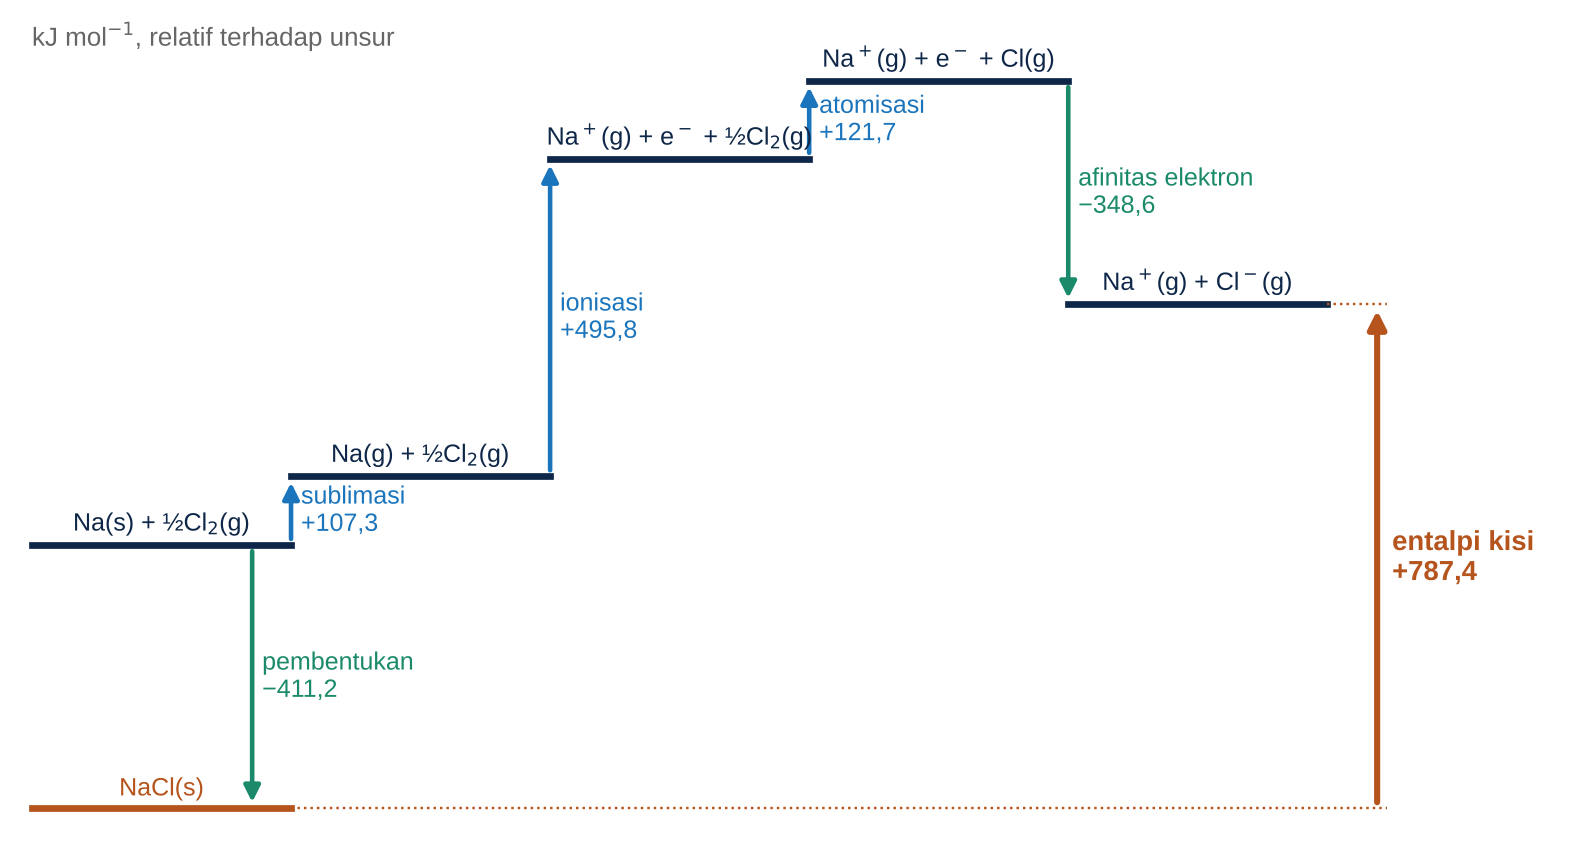 kJ mol⁻¹, relatif terhadap unsur
Na⁺(g) + e⁻ + Cl(g)
atomisasi
+121,7
Na⁺(g) + e⁻ + ½Cl₂(g)
afinitas elektron
−348,6
Na⁺(g) + Cl⁻(g)
ionisasi
+495,8
Na(g) + ½Cl₂(g)
sublimasi
+107,3
Na(s) + ½Cl₂(g)
entalpi kisi
+787,4
pembentukan
−411,2
NaCl(s)